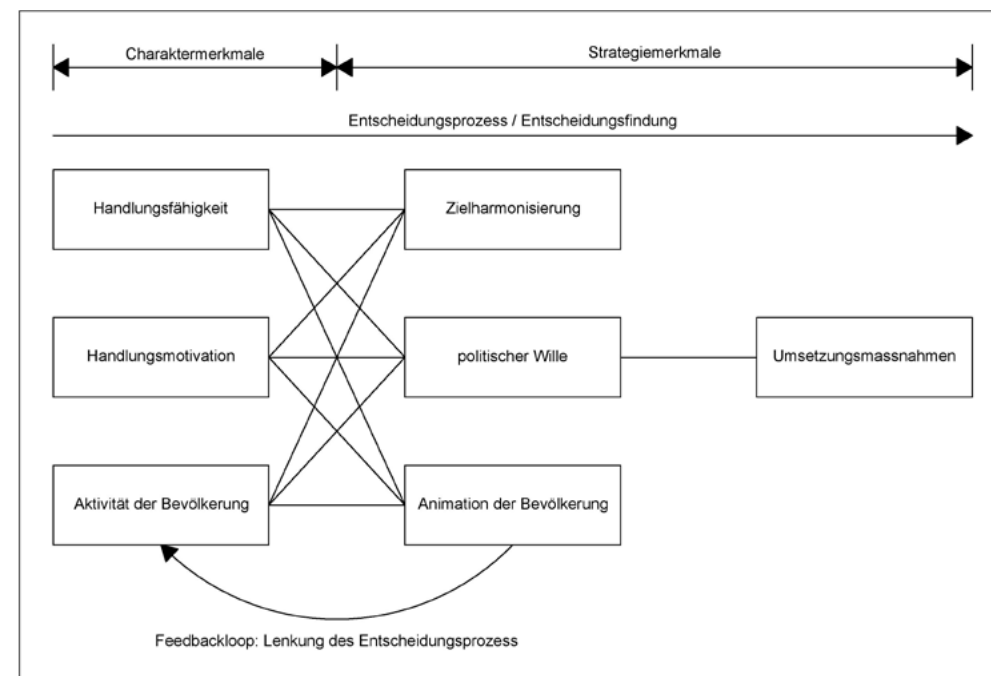 Charaktermerkmale
Strategiemerkmale
Entscheidungsprozess / Entscheidungsfindung
Handlungsfähigkeit
Zielharmonisierung
Handlungsmotivation
politischer Wille
Umsetzungsmassnahmen
Aktivität der Bevölkerung
Animation der Bevölkerung
Feedbackloop: Lenkung des Entscheidungsprozess